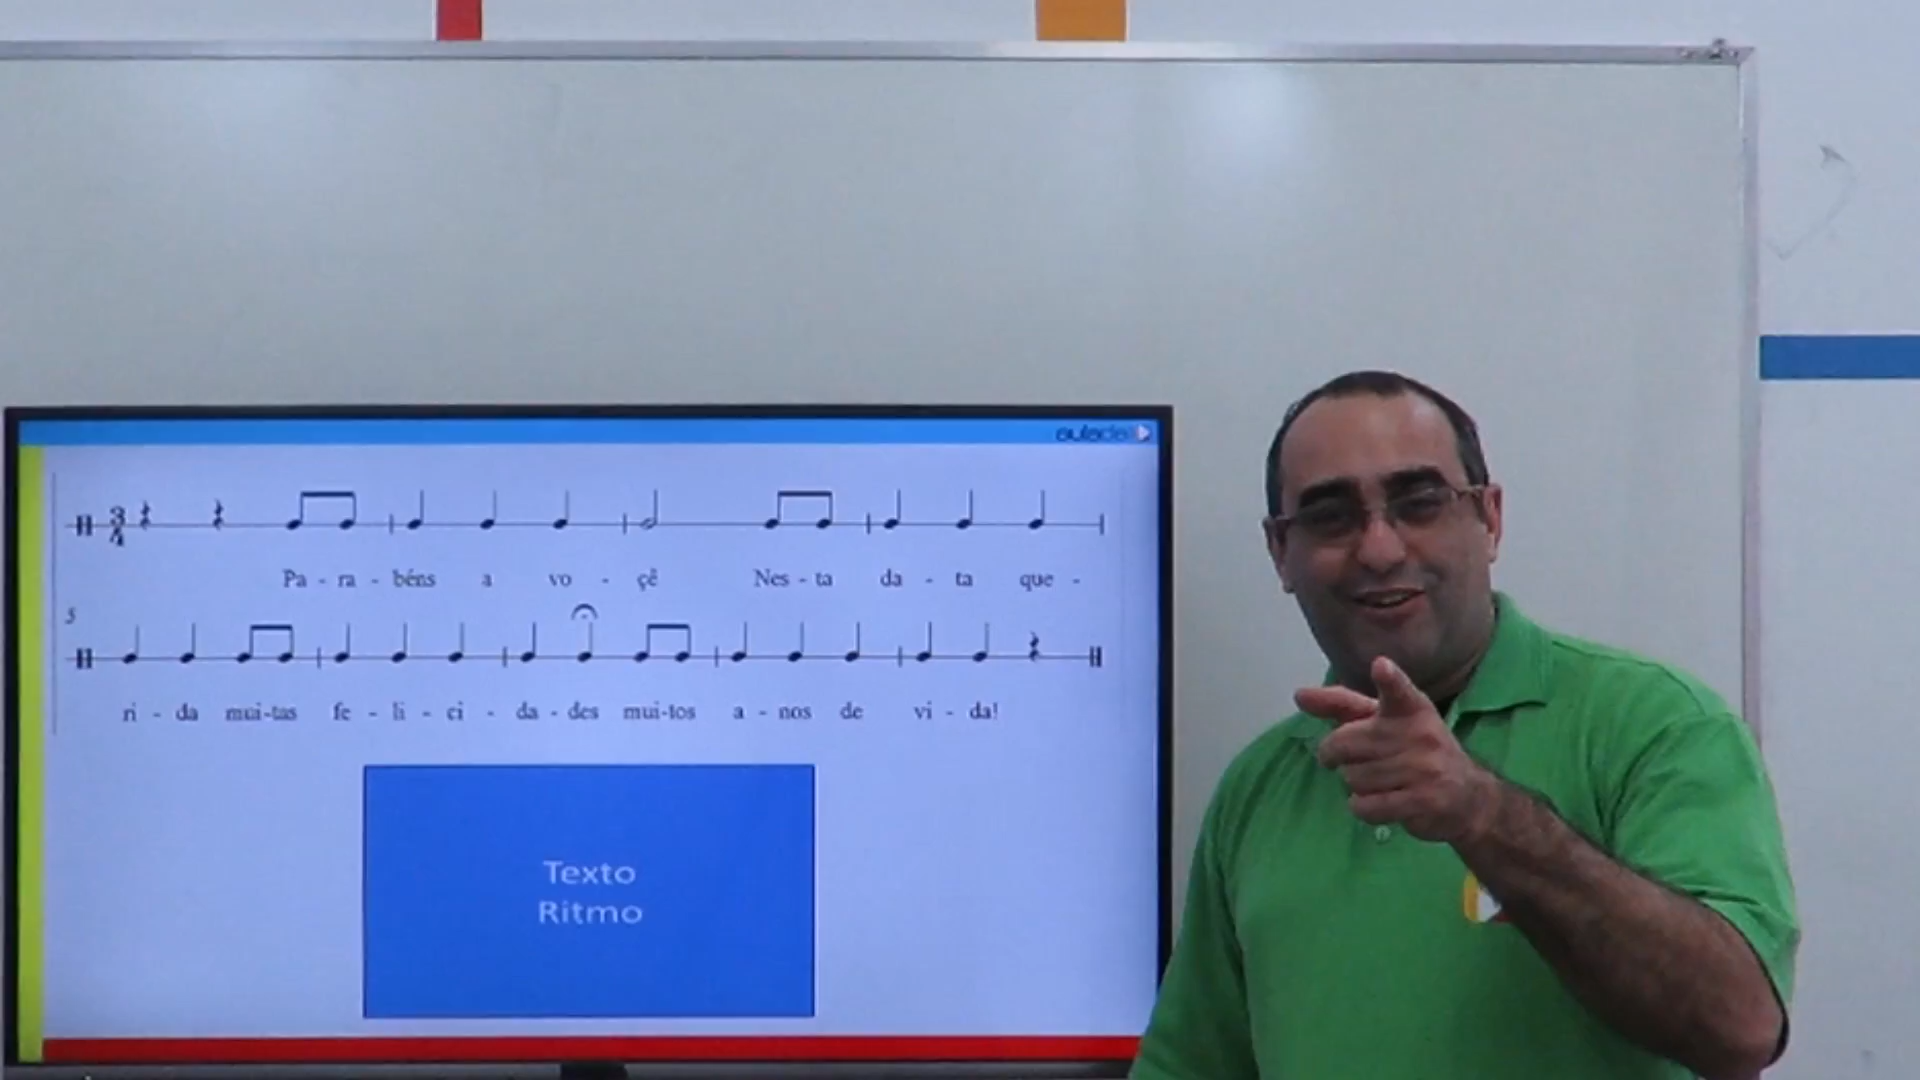 aulade
3
4
Pa - ra - béns a vo - çê Nes - ta da - ta que -
5
ri - da mui-tas fe - li - ci - da - des mui-tos a - nos de vi - da!
Texto
Ritmo